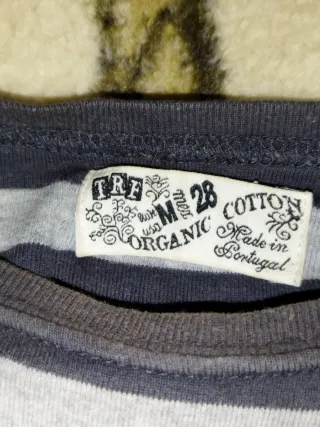 TRF
eur
usa M mex 28
ORGANIC COTTON
Made in
Portugal